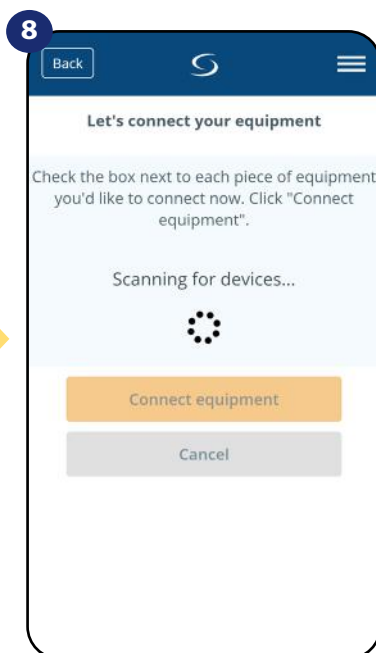 8
Back
Let's connect your equipment
Check the box next to each piece of equipment
you'd like to connect now. Click "Connect
equipment".
Scanning for devices...
Connect equipment
Cancel